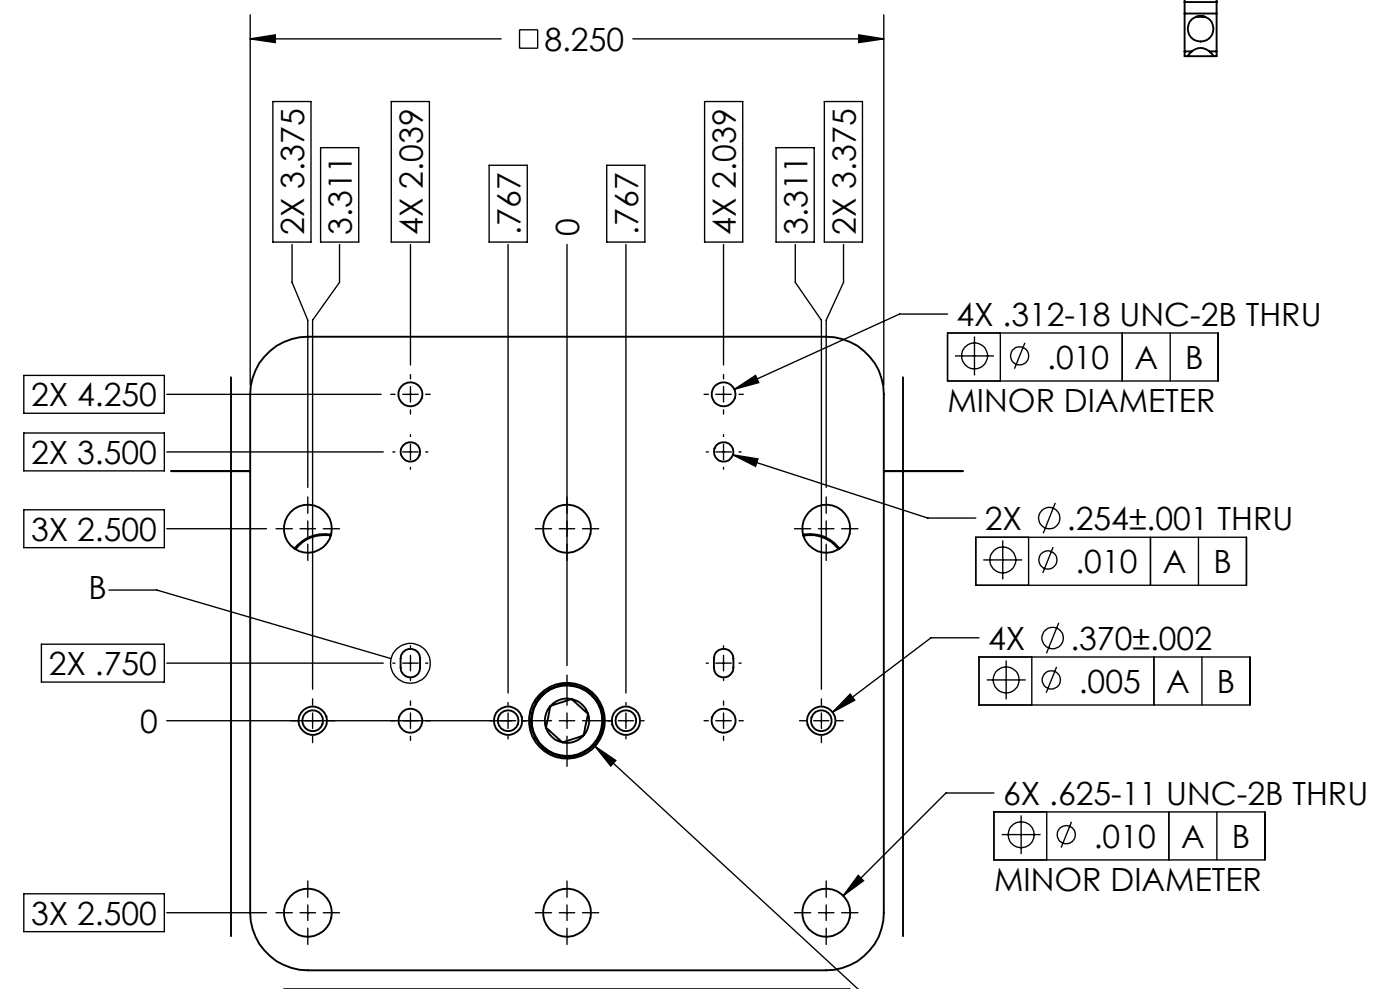 □8.250
2X 3.375
3.311
4X 2.039
.767
0
.767
4X 2.039
3.311
2X 3.375
4X .312-18 UNC-2B THRU
⌖ ⌀ .010 A B
MINOR DIAMETER
2X 4.250
2X 3.500
3X 2.500
2X ⌀.254±.001 THRU
⌖ ⌀ .010 A B
B
2X .750
4X ⌀.370±.002
⌖ ⌀ .005 A B
0
6X .625-11 UNC-2B THRU
⌖ ⌀ .010 A B
MINOR DIAMETER
3X 2.500